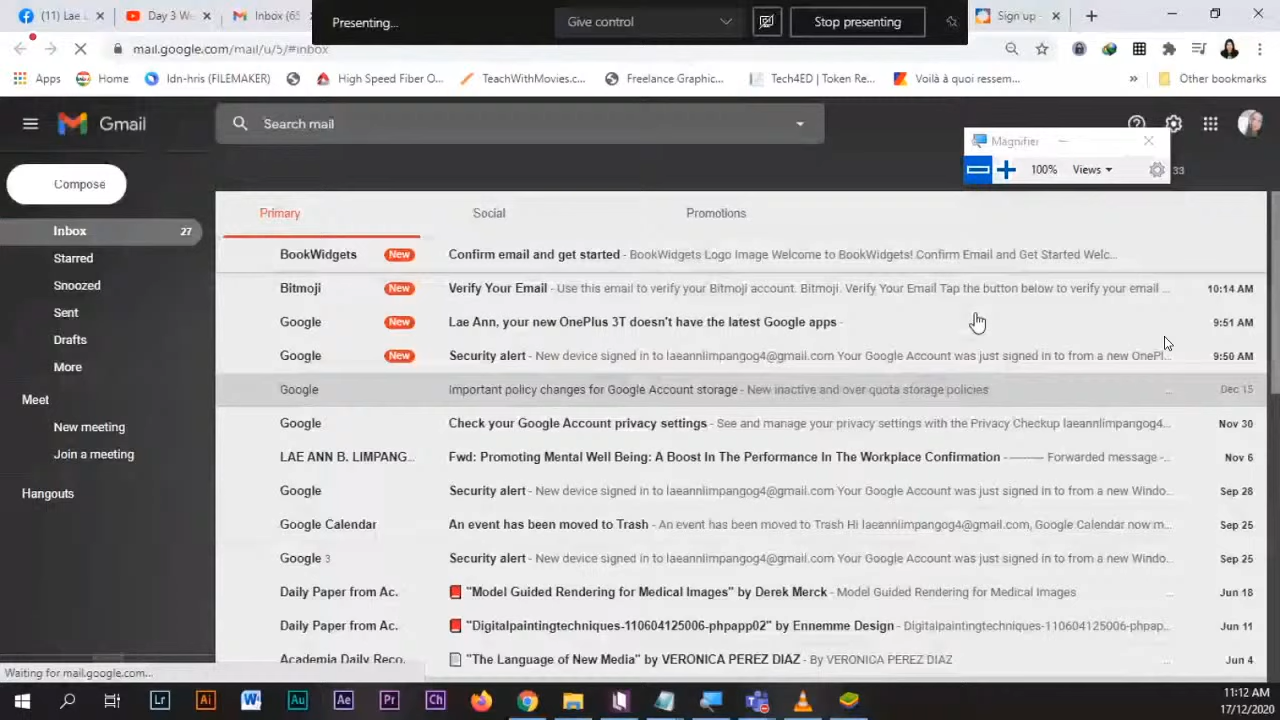 (11) Lae L
Day 3 We
Inbox (65
Presenting...
Give control
Stop presenting
Sign up -
mail.google.com/mail/u/5/#inbox
Apps
Home
ldn-hris (FILEMAKER)
High Speed Fiber O...
TeachWithMovies.c...
Freelance Graphic...
Tech4ED | Token Re...
Voilà à quoi ressem...
»
Other bookmarks
Gmail
Search mail
Magnifier
100%
Views
33
Compose
Inbox 27
Starred
Snoozed
Sent
Drafts
More
Meet
New meeting
Join a meeting
Hangouts
Primary
Social
Promotions
BookWidgets New Confirm email and get started - BookWidgets Logo Image Welcome to BookWidgets! Confirm Email and Get Started Welc...
Bitmoji New Verify Your Email - Use this email to verify your Bitmoji account. Bitmoji. Verify Your Email Tap the button below to verify your email ... 10:14 AM
Google New Lae Ann, your new OnePlus 3T doesn't have the latest Google apps - 9:51 AM
Google New Security alert - New device signed in to laeannlimpangog4@gmail.com Your Google Account was just signed in to from a new OnePl... 9:50 AM
Google Important policy changes for Google Account storage - New inactive and over quota storage policies ... Dec 15
Google Check your Google Account privacy settings - See and manage your privacy settings with the Privacy Checkup laeannlimpangog4... Nov 30
LAE ANN B. LIMPANG... Fwd: Promoting Mental Well Being: A Boost In The Performance In The Workplace Confirmation - ---------- Forwarded message -... Nov 6
Google Security alert - New device signed in to laeannlimpangog4@gmail.com Your Google Account was just signed in to from a new Windo... Sep 28
Google Calendar An event has been moved to Trash - An event has been moved to Trash Hi laeannlimpangog4@gmail.com, Google Calendar now m... Sep 25
Google 3 Security alert - New device signed in to laeannlimpangog4@gmail.com Your Google Account was just signed in to from a new Windo... Sep 25
Daily Paper from Ac. "Model Guided Rendering for Medical Images" by Derek Merck - Model Guided Rendering for Medical Images ... Jun 18
Daily Paper from Ac. "Digitalpaintingtechniques-110604125006-phpapp02" by Ennemme Design - Digitalpaintingtechniques-110604125006-phpap... Jun 11
Academia Daily Reco. "The Language of New Media" by VERONICA PEREZ DIAZ - By VERONICA PEREZ DIAZ ... Jun 4
Waiting for mail.google.com...
Lr
Ai
W
Au
Ae
Pr
Ch
11:12 AM
17/12/2020